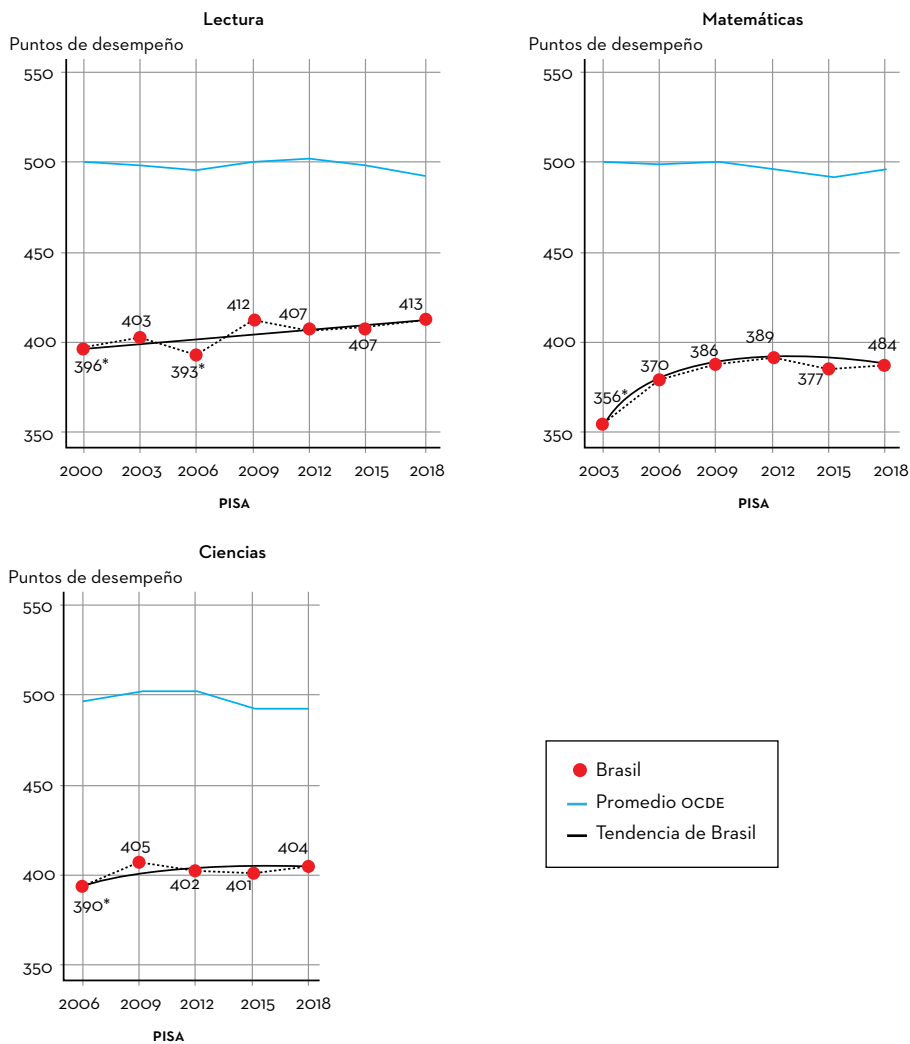 Lectura
Puntos de desempeño
550
500
450
400
350
396*
403
393*
412
407
407
413
2000 2003 2006 2009 2012 2015 2018
PISA
Matemáticas
Puntos de desempeño
550
500
450
400
350
356*
370
386
389
377
484
2003 2006 2009 2012 2015 2018
PISA
Ciencias
Puntos de desempeño
550
500
450
400
350
390*
405
402
401
404
2006 2009 2012 2015 2018
PISA
Brasil
Promedio OCDE
Tendencia de Brasil